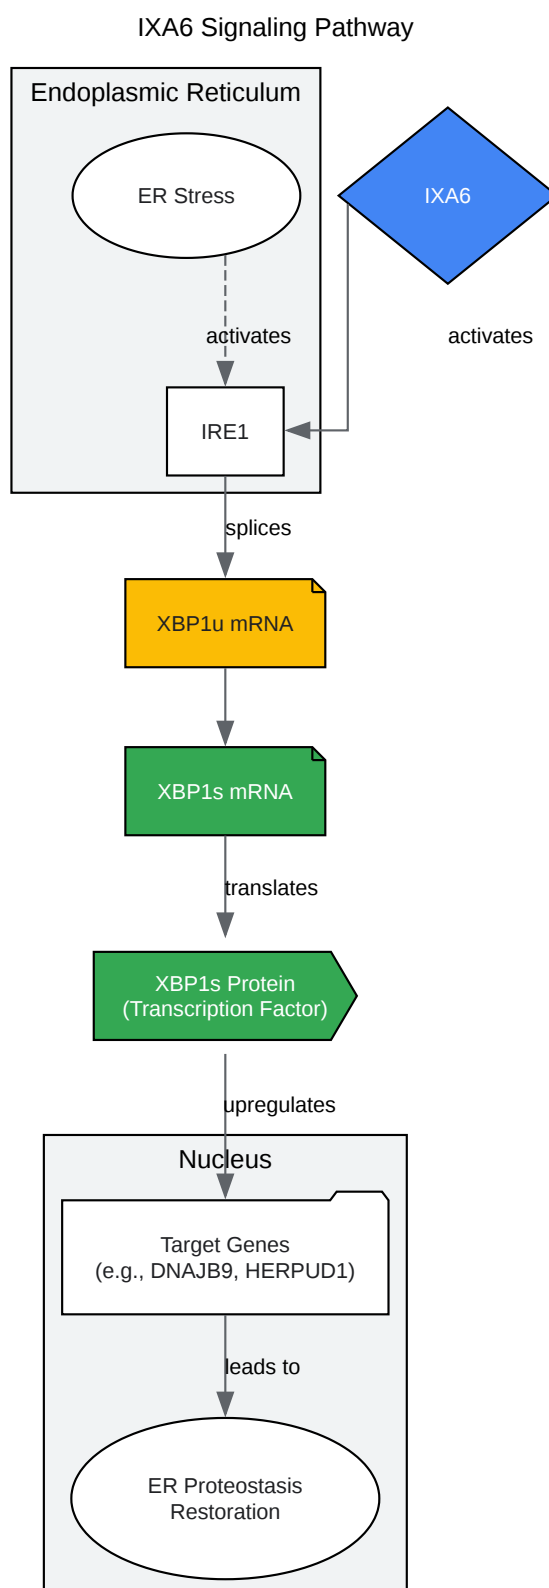 IXA6 Signaling Pathway
Endoplasmic Reticulum
ER Stress
IXA6
activates
activates
IRE1
splices
XBP1u mRNA
XBP1s mRNA
translates
XBP1s Protein
(Transcription Factor)
upregulates
Nucleus
Target Genes
(e.g., DNAJB9, HERPUD1)
leads to
ER Proteostasis
Restoration